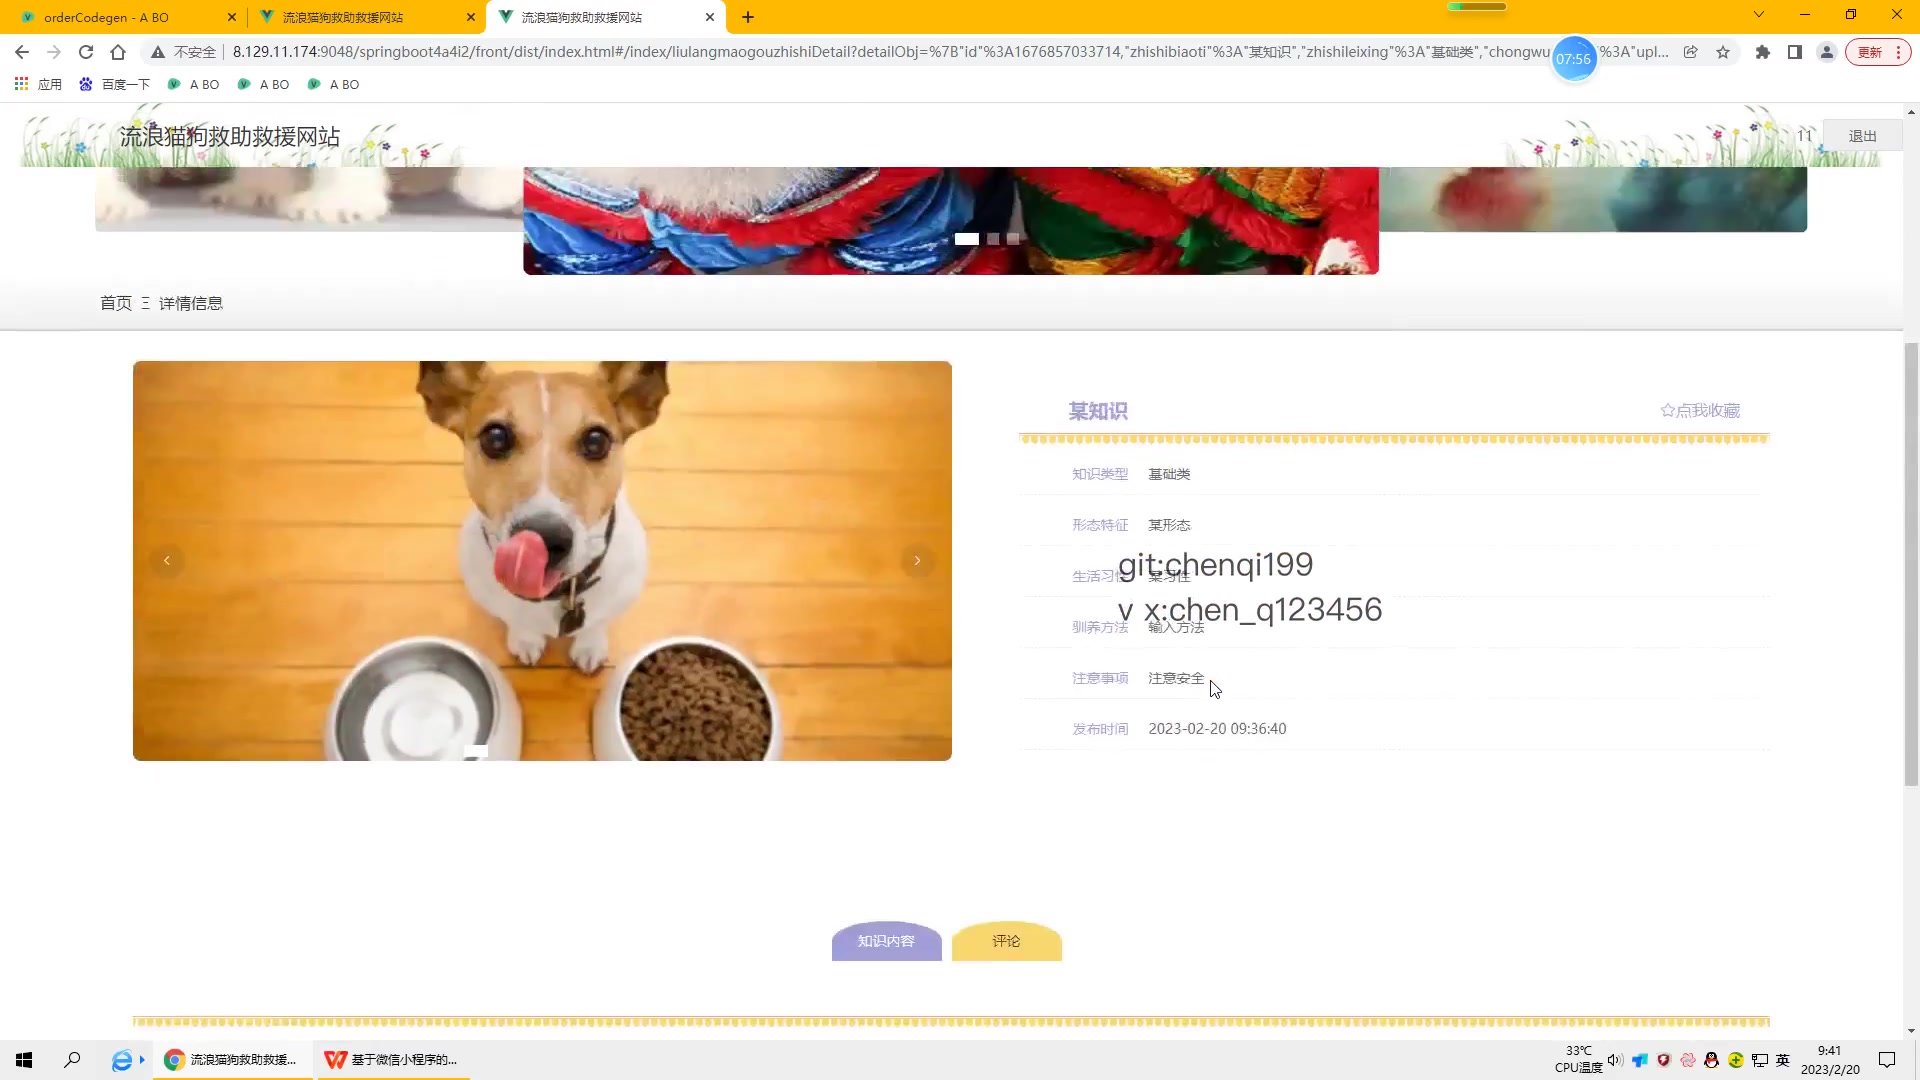 orderCodegen - A BO
流浪猫狗救助救援网站
流浪猫狗救助救援网站
不安全 8.129.11.174:9048/springboot4a4i2/front/dist/index.html#/index/liulangmaogouzhishiDetail?detailObj=%7B"id"%3A1676857033714,"zhishibiaoti"%3A"某知识","zhishileixing"%3A"基础类","chongwu %3A"upl...
07:56
更新
应用 百度一下 A BO A BO A BO
流浪猫狗救助救援网站
11 退出
首页 Ξ 详情信息
某知识 ☆点我收藏
知识类型 基础类
形态特征 某形态
git:chenqi199
生活习性 某习性
v x:chen_q123456
驯养方法 输入方法
注意事项 注意安全
发布时间 2023-02-20 09:36:40
知识内容 评论
流浪猫狗救助救援...
基于微信小程序的...
33℃
CPU温度
英
9:41
2023/2/20